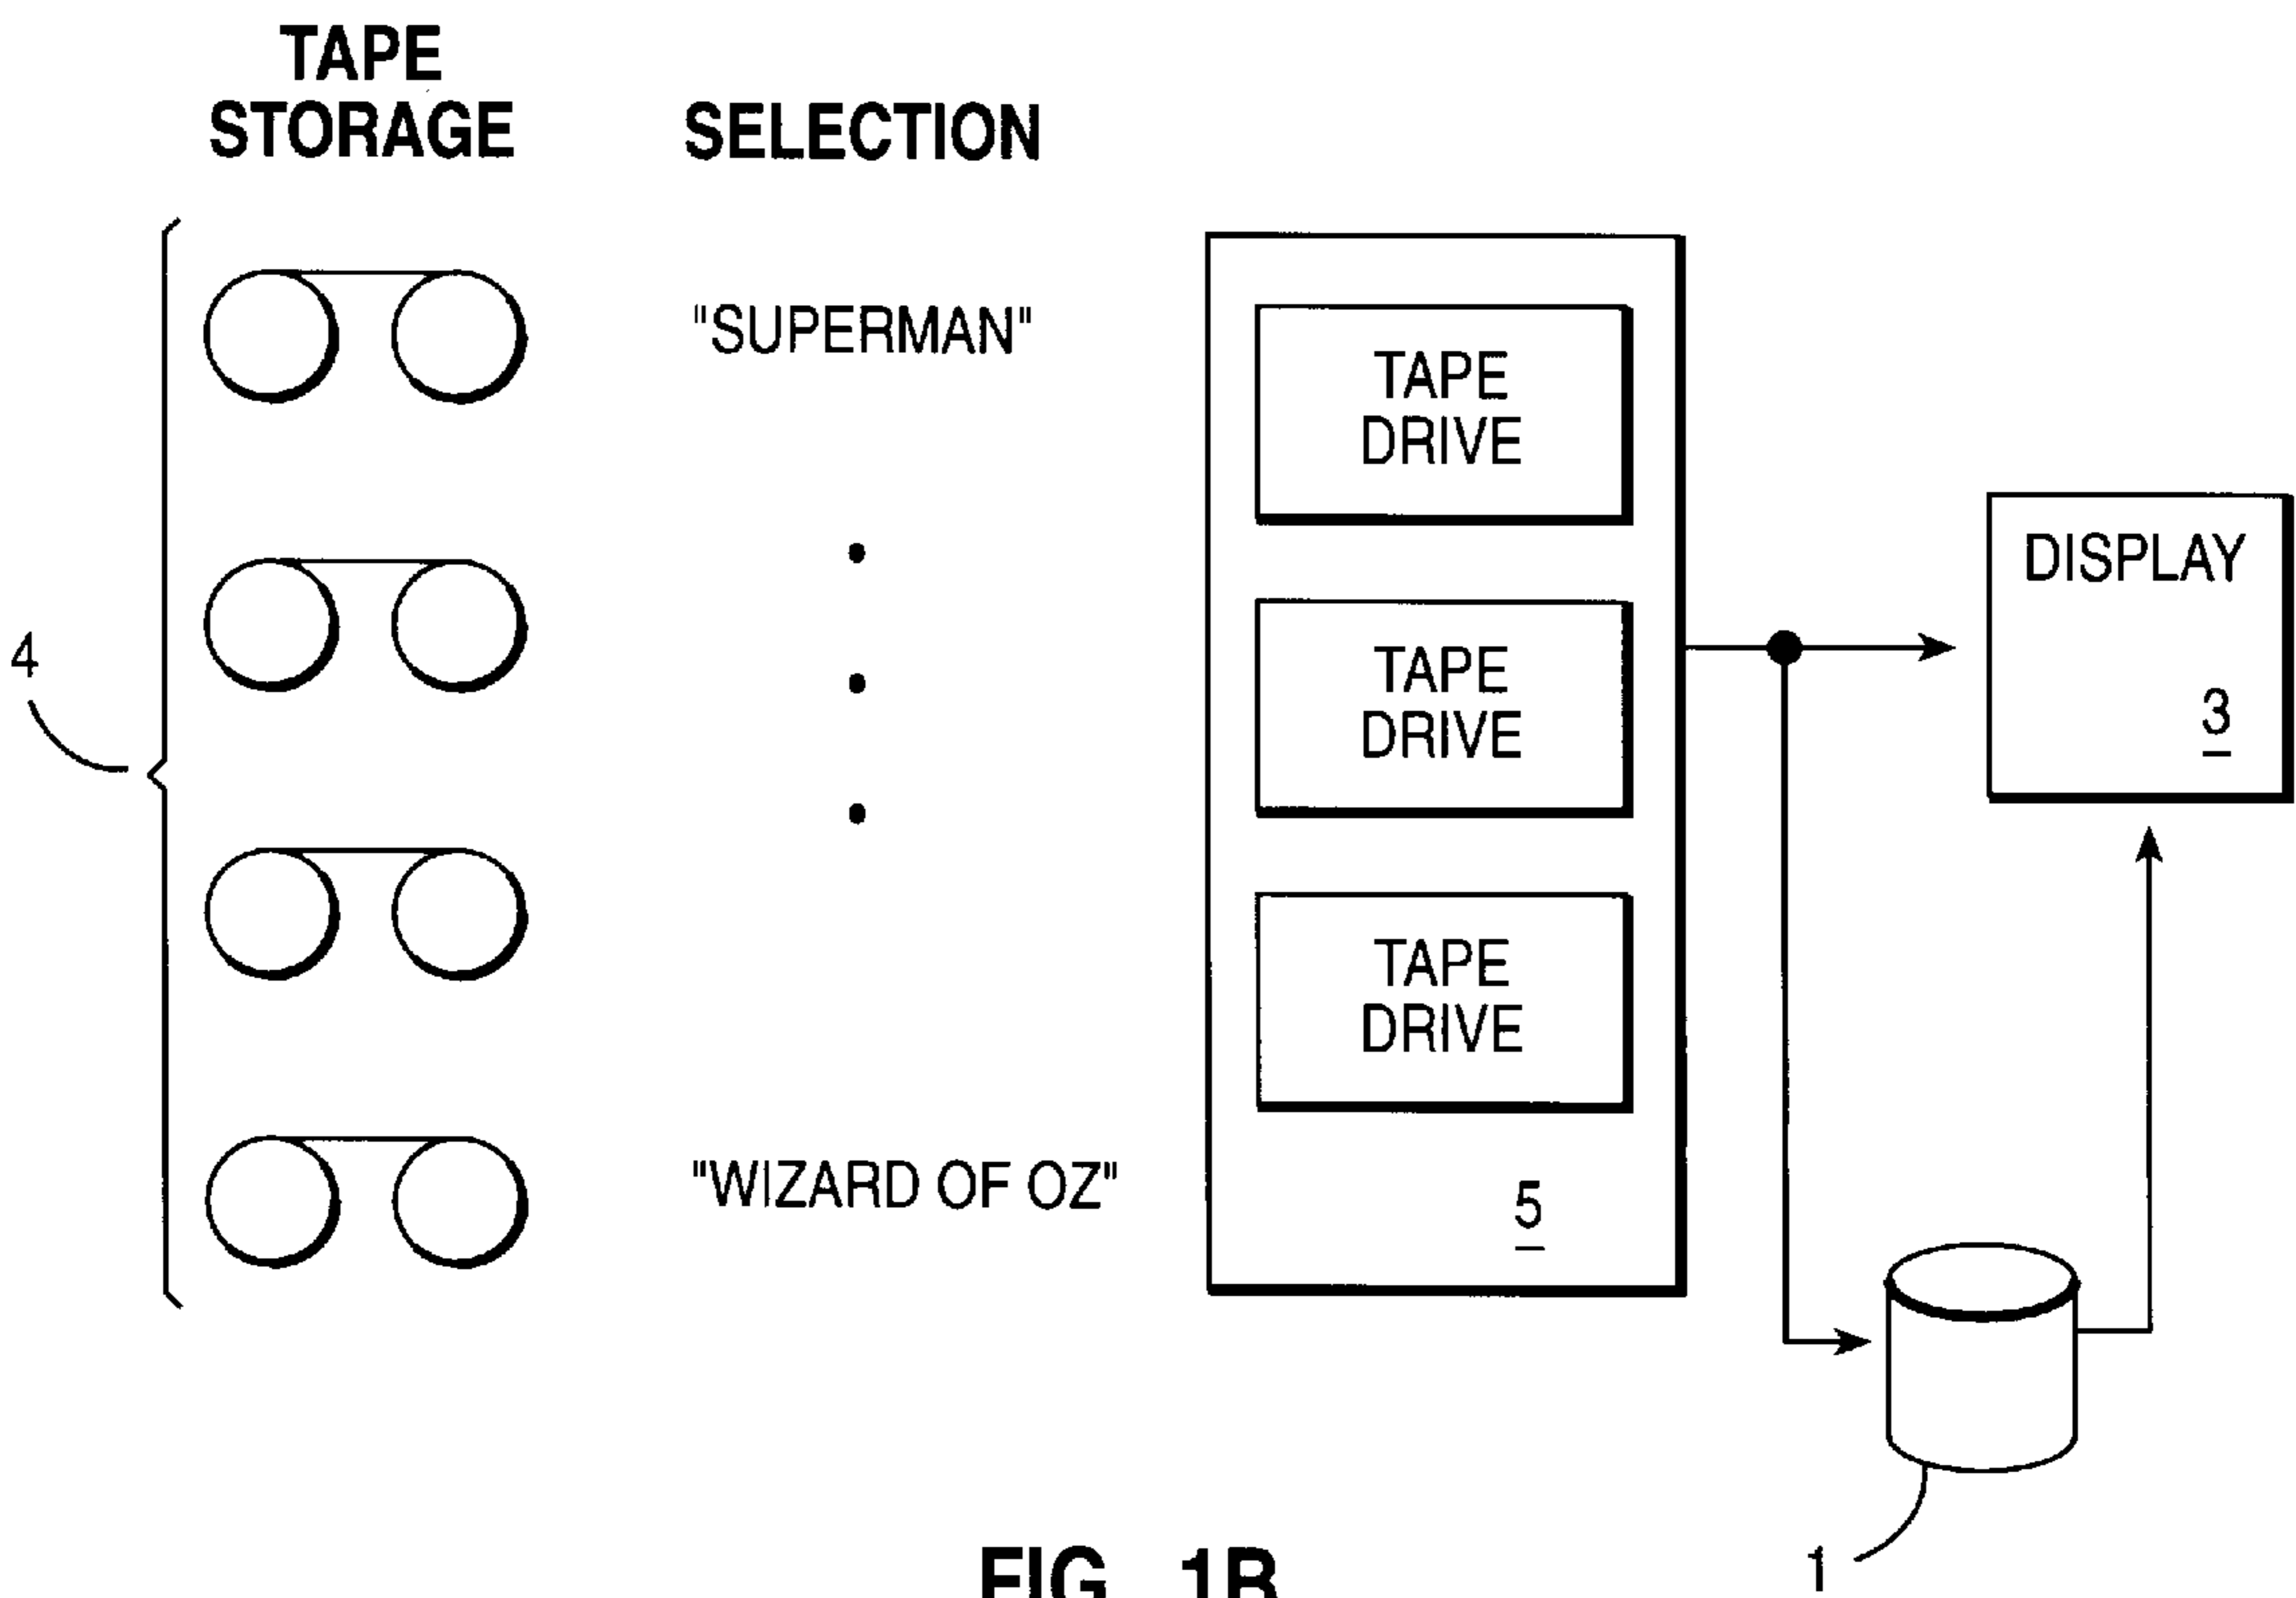 TAPE
STORAGE
SELECTION
"SUPERMAN"
"WIZARD OF OZ"
4
TAPE
DRIVE
TAPE
DRIVE
TAPE
DRIVE
5
DISPLAY
3
1
FIG. 1B